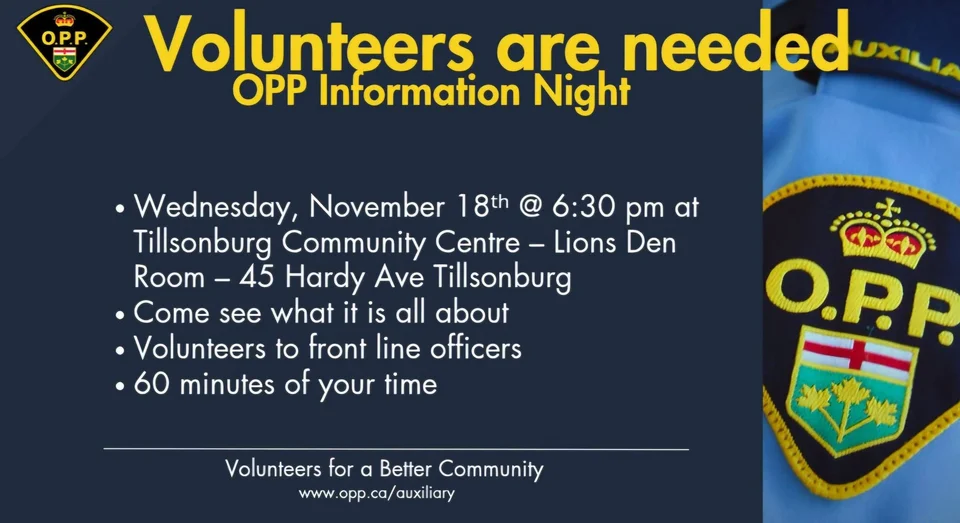 O.P.P.
Volunteers are needed
OPP Information Night
• Wednesday, November 18th @ 6:30 pm at
Tillsonburg Community Centre – Lions Den
Room – 45 Hardy Ave Tillsonburg
• Come see what it is all about
• Volunteers to front line officers
• 60 minutes of your time
Volunteers for a Better Community
www.opp.ca/auxiliary
AUXILIA
O.P.P.